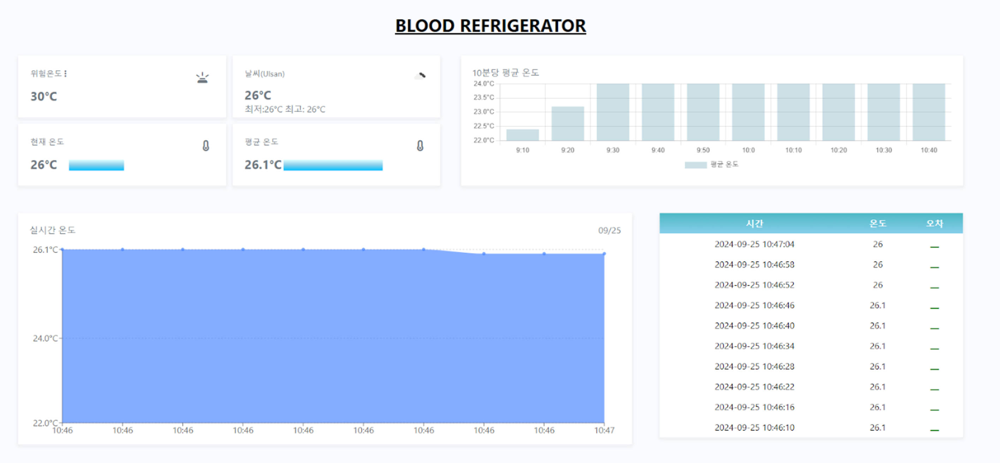 BLOOD REFRIGERATOR
위험온도
30°C
날씨(Ulsan)
26°C
최저:26°C 최고: 26°C
현재 온도
26°C
평균 온도
26.1°C
10분당 평균 온도
24.0°C
23.5°C
23.0°C
22.5°C
22.0°C
9:10 9:20 9:30 9:40 9:50 10:0 10:10 10:20 10:30 10:40
평균 온도
실시간 온도 09/25
26.1°C
24.0°C
22.0°C
10:46 10:46 10:46 10:46 10:46 10:46 10:46 10:46 10:46 10:47
시간 온도 오차
2024-09-25 10:47:04 26 _
2024-09-25 10:46:58 26 _
2024-09-25 10:46:52 26 _
2024-09-25 10:46:46 26.1 _
2024-09-25 10:46:40 26.1 _
2024-09-25 10:46:34 26.1 _
2024-09-25 10:46:28 26.1 _
2024-09-25 10:46:22 26.1 _
2024-09-25 10:46:16 26.1 _
2024-09-25 10:46:10 26.1 _